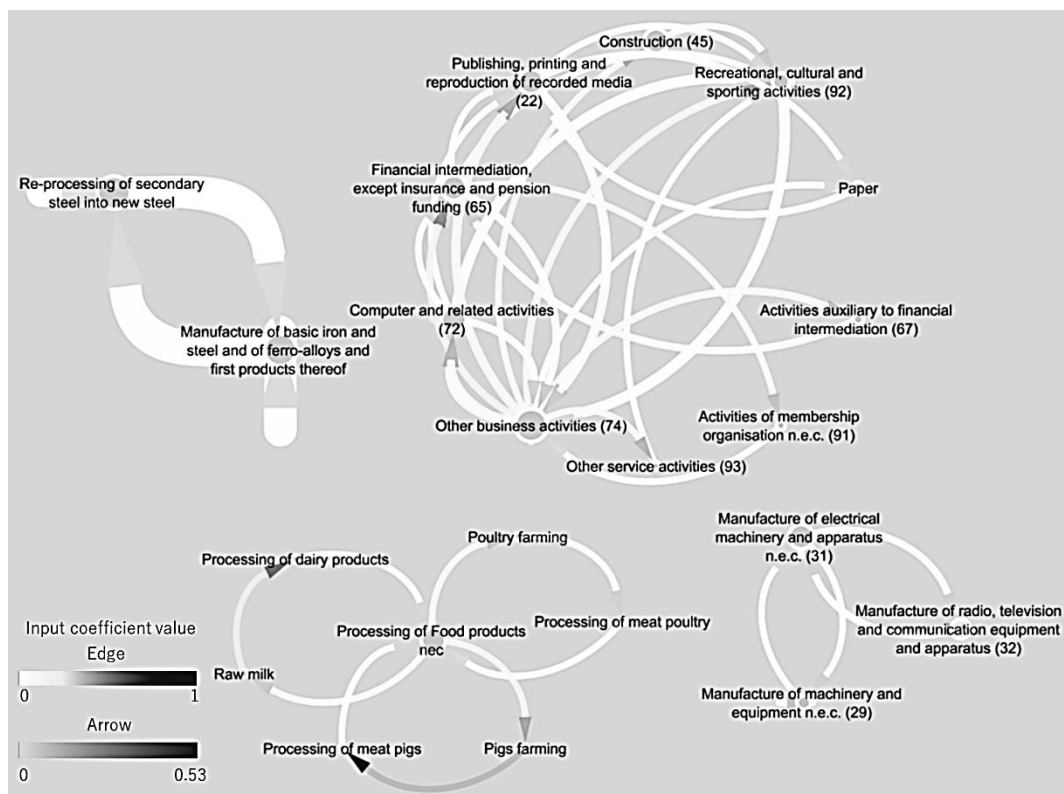 Construction (45)
Publishing, printing and
reproduction of recorded media
(22)
Recreational, cultural and
sporting activities (92)
Re-processing of secondary
steel into new steel
Financial intermediation,
except insurance and pension
funding (65)
Paper
Computer and related activities
(72)
Activities auxiliary to financial
intermediation (67)
Manufacture of basic iron and
steel and of ferro-alloys and
first products thereof
Other business activities (74)
Activities of membership
organisation n.e.c. (91)
Other service activities (93)
Processing of dairy products
Poultry farming
Manufacture of electrical
machinery and apparatus
n.e.c. (31)
Processing of Food products
nec
Processing of meat poultry
Manufacture of radio, television
and communication equipment
and apparatus (32)
Raw milk
Manufacture of machinery and
equipment n.e.c. (29)
Processing of meat pigs
Pigs farming
Input coefficient value
Edge
0 1
Arrow
0 0.53